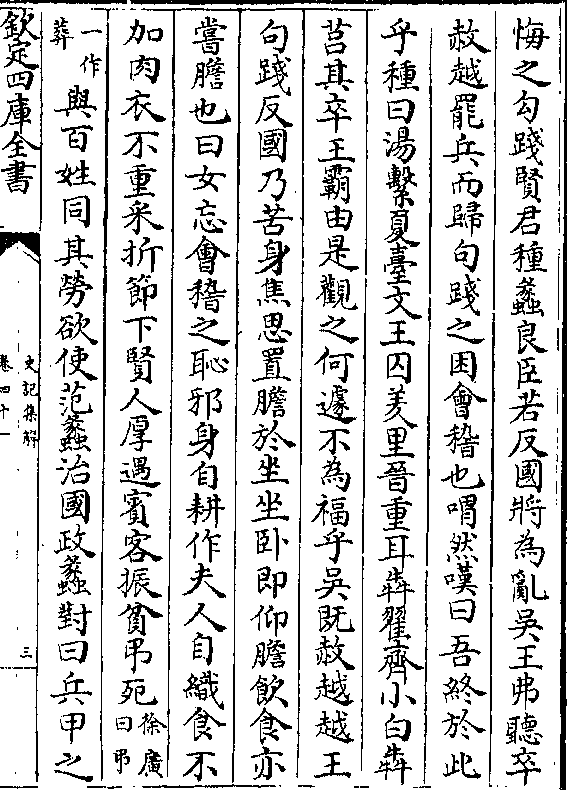 悔之勾踐賢君種蠡良臣若反國將為亂吳王弗聽卒
赦越罷兵而歸句踐之困會稽也喟然嘆曰吾終於此
乎種曰湯繫夏臺文王囚羑里晉重耳犇翟齊小白犇
莒其卒王霸由是觀之何遽不為福乎吳既赦越越王
句踐反國乃苦身焦思置膽於坐坐卧即仰膽飲食亦
嘗膽也曰女忘會稽之恥邪身自耕作夫人自織食不
加肉衣不重采折節下賢人厚遇賓客振貧弔死徐廣曰弔
一作葬與百姓同其勞欲使范蠡治國政蠡對曰兵甲之
欽定四庫全書
史記集解
卷四十一
三